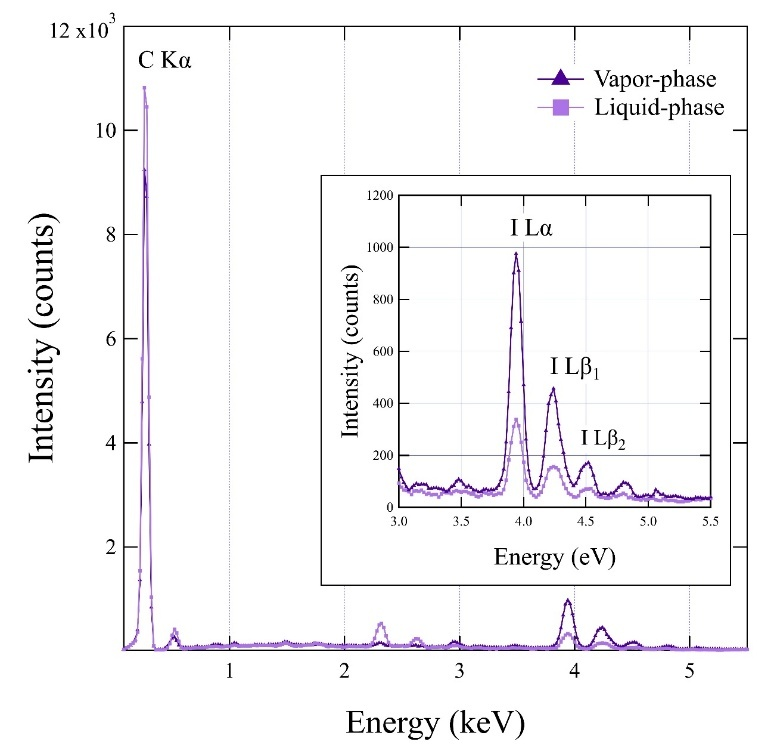 12 x10³
C Kα
Vapor-phase
Liquid-phase
10
8
6
4
2
Intensity (counts)
1200
1000
800
600
400
200
0
Intensity (counts)
I Lα
I Lβ₁
I Lβ₂
3.0 3.5 4.0 4.5 5.0 5.5
Energy (eV)
1 2 3 4 5
Energy (keV)